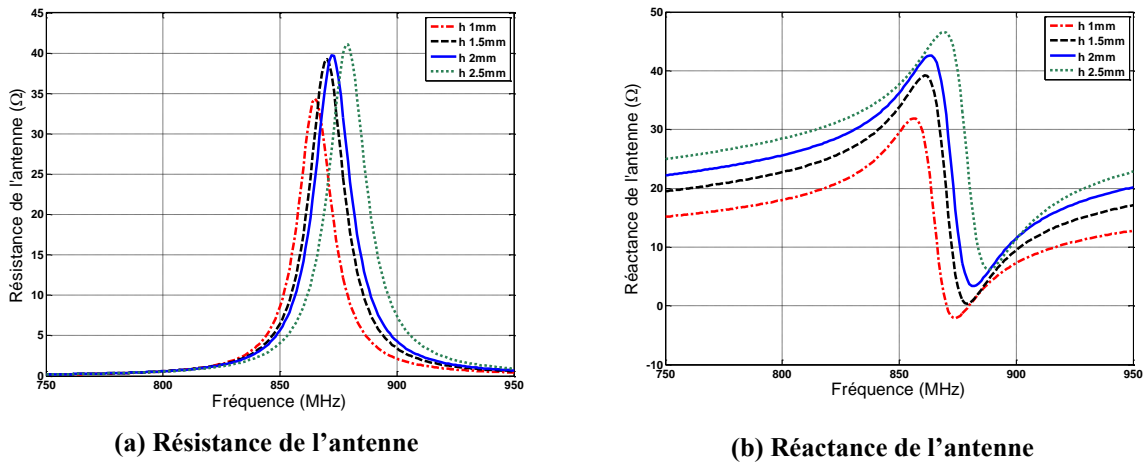 45
40
35
30
25
20
15
10
5
0
750
800
850
900
950
Résistance de l'antenne (Ω)
Fréquence (MHz)
h 1mm
h 1.5mm
h 2mm
h 2.5mm
(a) Résistance de l'antenne
50
40
30
20
10
0
-10
750
800
850
900
950
Réactance de l'antenne (Ω)
Fréquence (MHz)
h 1mm
h 1.5mm
h 2mm
h 2.5mm
(b) Réactance de l'antenne